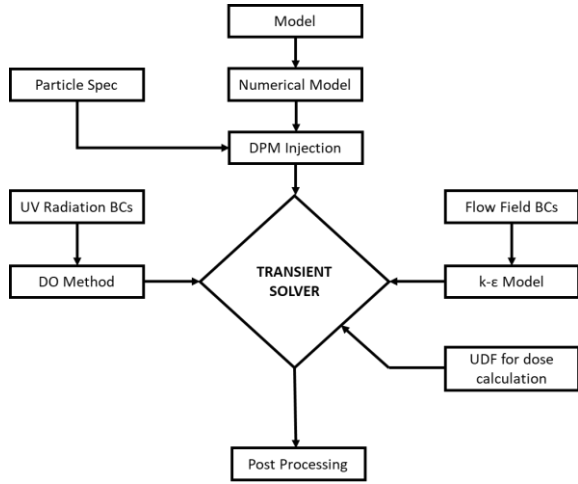 Model
Particle Spec
Numerical Model
DPM Injection
UV Radiation BCs
Flow Field BCs
DO Method
TRANSIENT
SOLVER
k-ε Model
UDF for dose
calculation
Post Processing